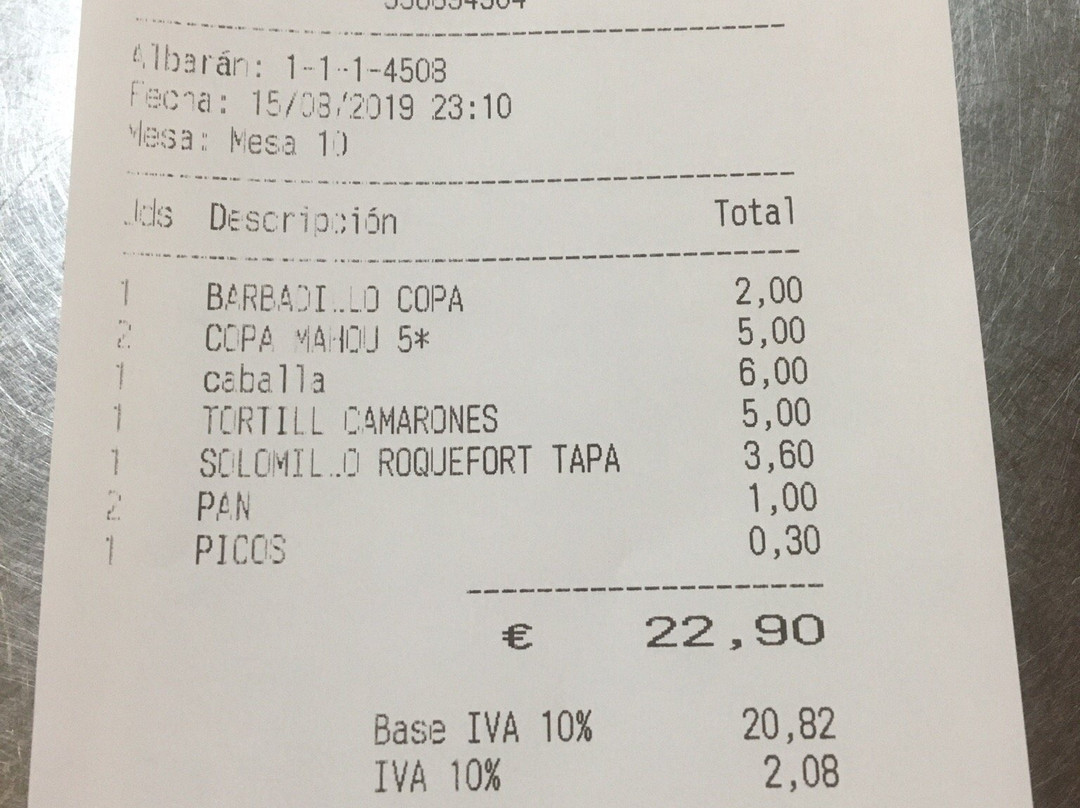 Albarán: 1-1-1-4508
Fecha: 15/08/2019 23:10
Mesa: Mesa 10
Uds Descripción Total
1 BARBADILLO COPA 2,00
2 COPA MAHOU 5* 5,00
1 caballa 6,00
1 TORTILL CAMARONES 5,00
1 SOLOMILLO ROQUEFORT TAPA 3,60
2 PAN 1,00
1 PICOS 0,30
€ 22,90
Base IVA 10% 20,82
IVA 10% 2,08